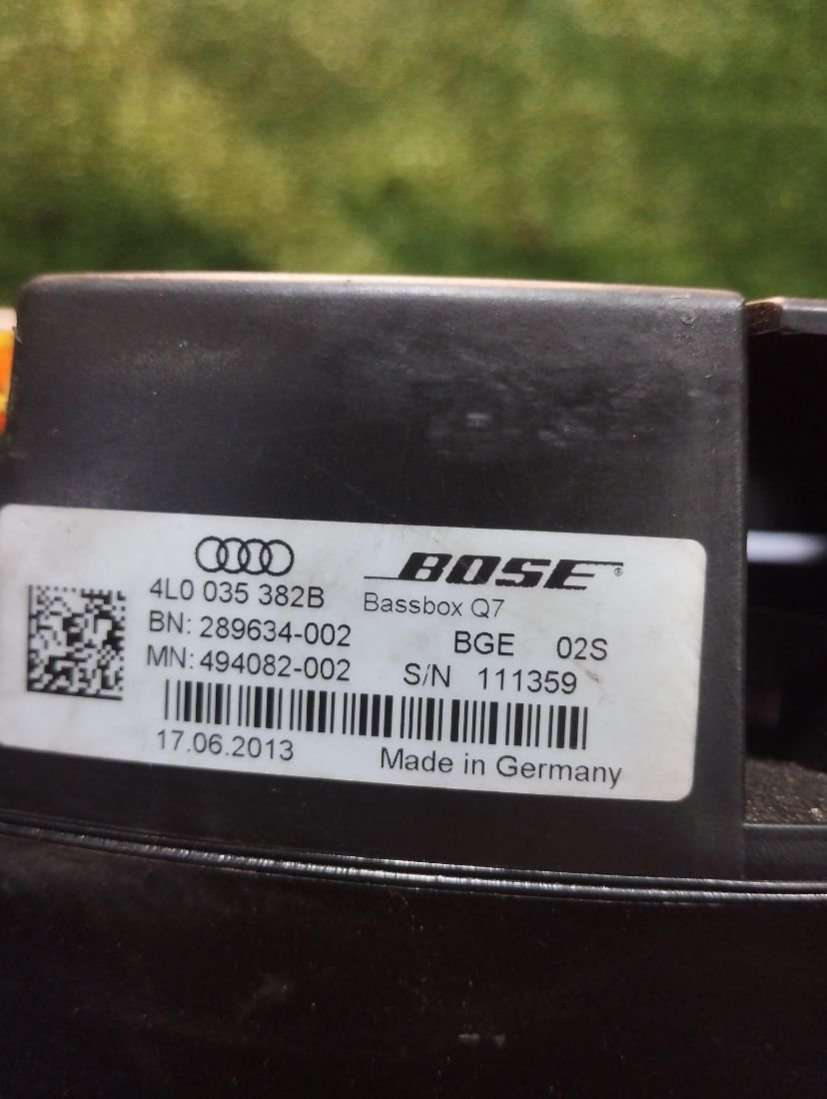 BOSE®
4L0 035 382B
Bassbox Q7
BN: 289634-002
BGE 02S
MN: 494082-002
S/N 111359
17.06.2013
Made in Germany